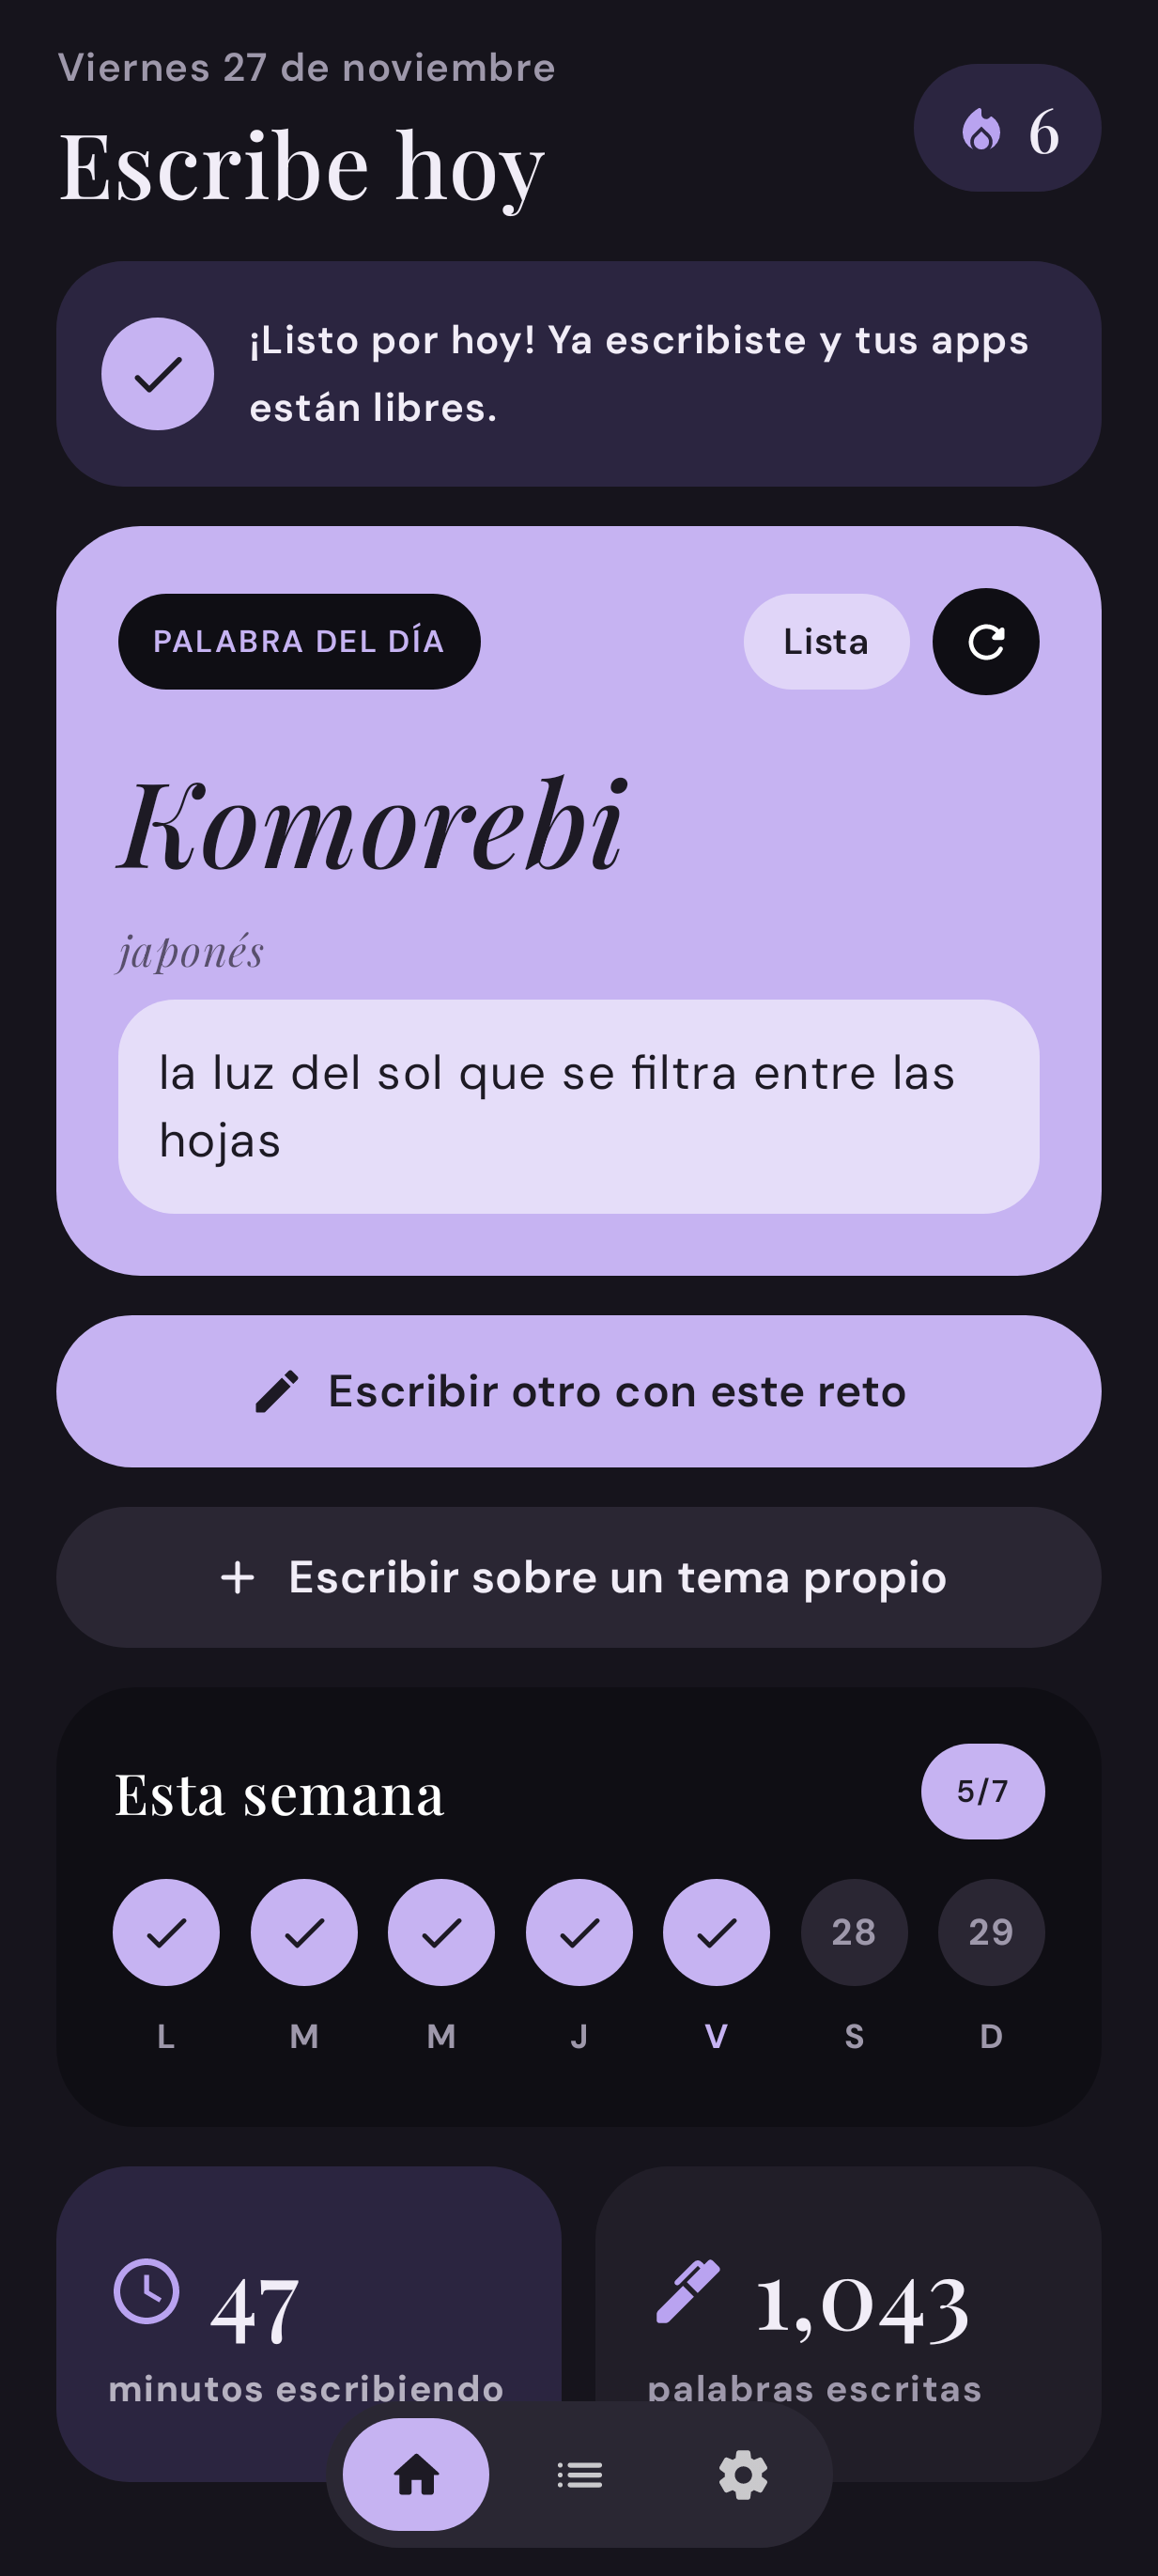 Viernes 27 de noviembre
Escribe hoy
6
¡Listo por hoy! Ya escribiste y tus apps
están libres.
PALABRA DEL DÍA
Lista
Komorebi
japonés
la luz del sol que se filtra entre las
hojas
Escribir otro con este reto
Escribir sobre un tema propio
Esta semana
5/7
28 29
L M M J V S D
47
minutos escribiendo
1,043
palabras escritas